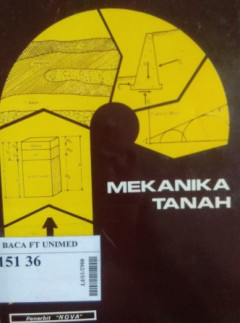 MEKANIKA
TANAH
BACA FT UNIMED
151 36
Penerbit "NOVA"